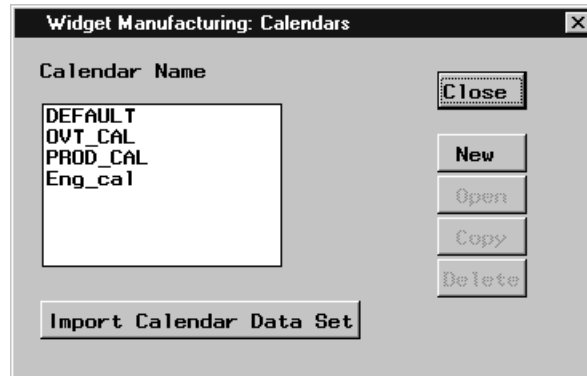 Widget Manufacturing: Calendars
Calendar Name
DEFAULT
OVT_CAL
PROD_CAL
Eng_cal
Close
New
Open
Copy
Delete
Import Calendar Data Set